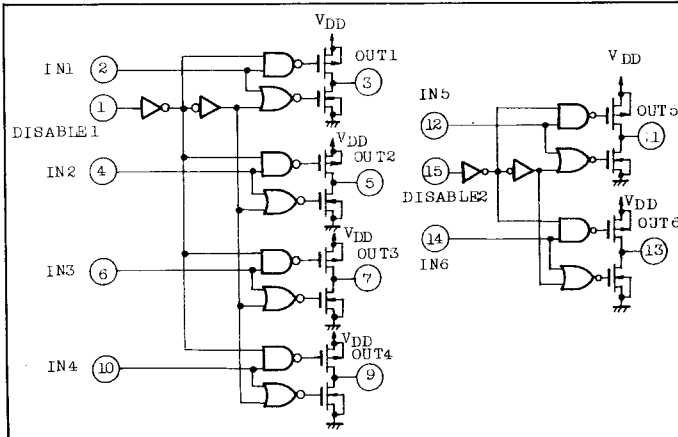 VDD
IN1 2
OUT1
3
1
DISABLE1
VDD
IN2 4
OUT2
5
VDD
IN3 6
OUT3
7
VDD
IN4 10
OUT4
9
VDD
IN5
12
OUT5
11
15
DISABLE2
VDD
14
IN6
OUT6
13